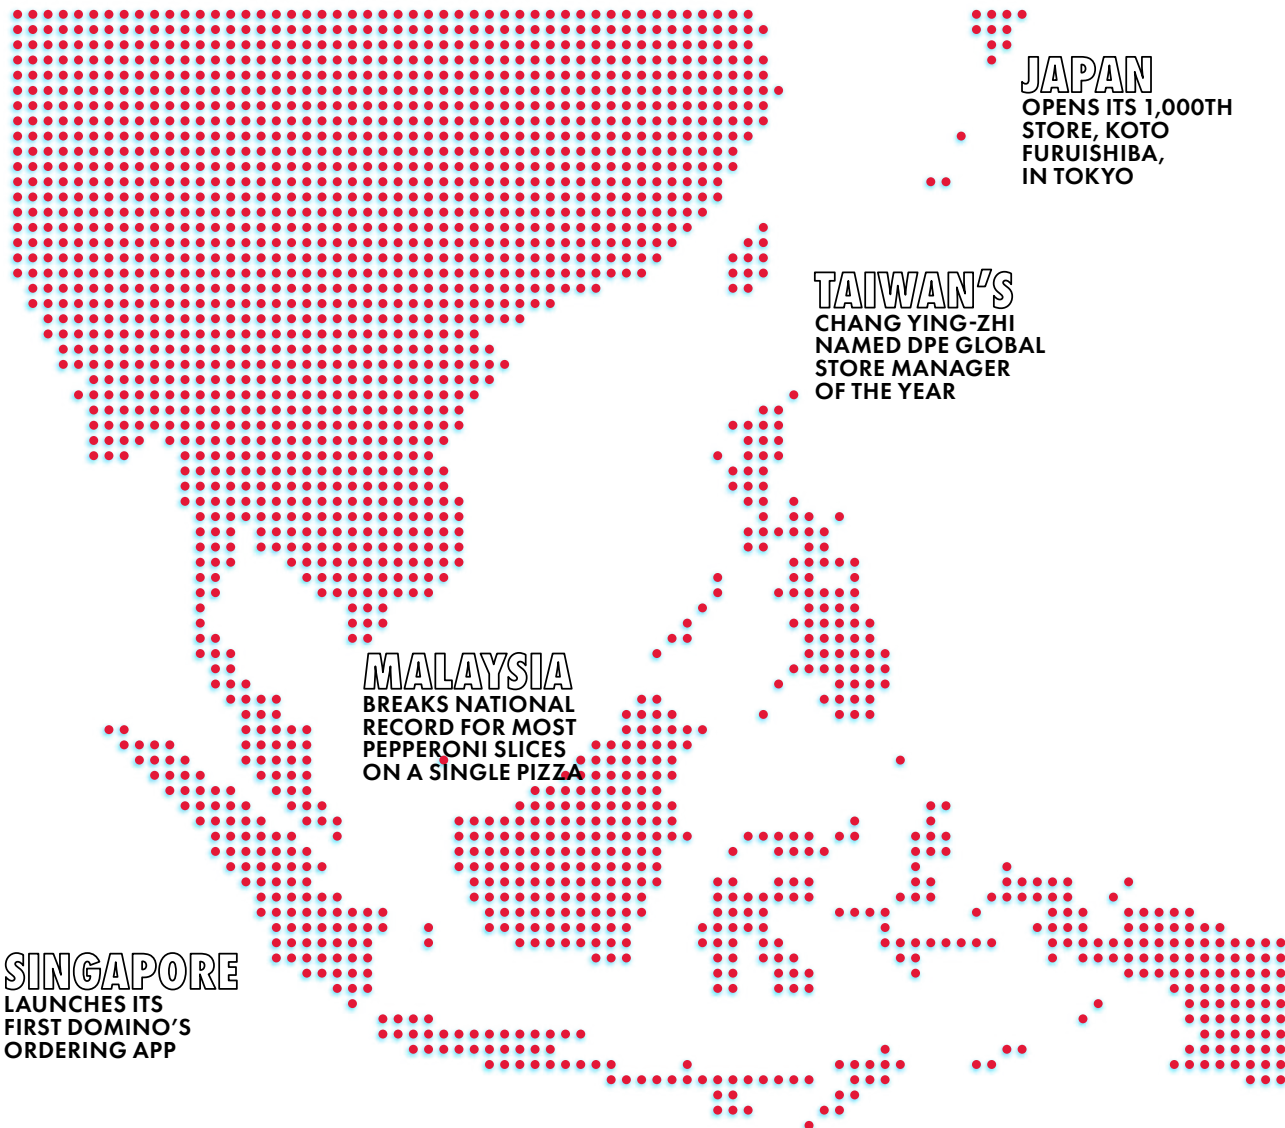 JAPAN
OPENS ITS 1,000TH
STORE, KOTO
FURUISHIBA,
IN TOKYO
TAIWAN'S
CHANG YING-ZHI
NAMED DPE GLOBAL
STORE MANAGER
OF THE YEAR
MALAYSIA
BREAKS NATIONAL
RECORD FOR MOST
PEPPERONI SLICES
ON A SINGLE PIZZA
SINGAPORE
LAUNCHES ITS
FIRST DOMINO'S
ORDERING APP